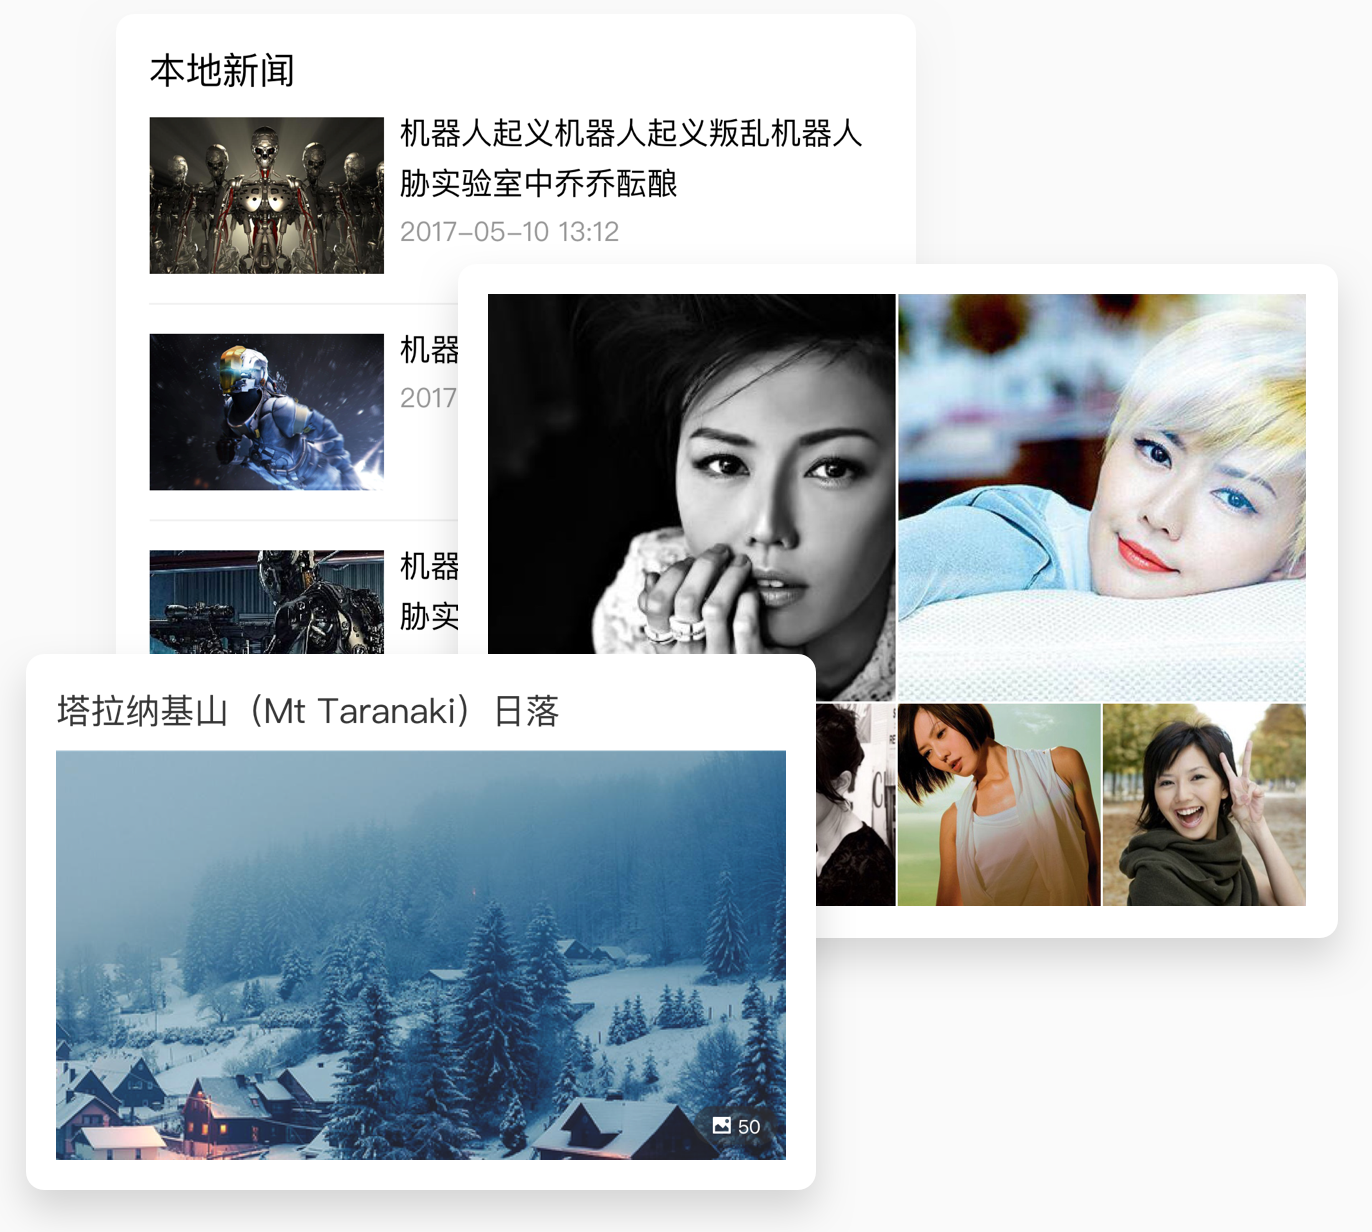 本地新闻
机器人起义机器人起义叛乱机器人
胁实验室中乔乔酝酿
2017-05-10 13:12
机器
2017
机器
胁实
塔拉纳基山（Mt Taranaki）日落
50